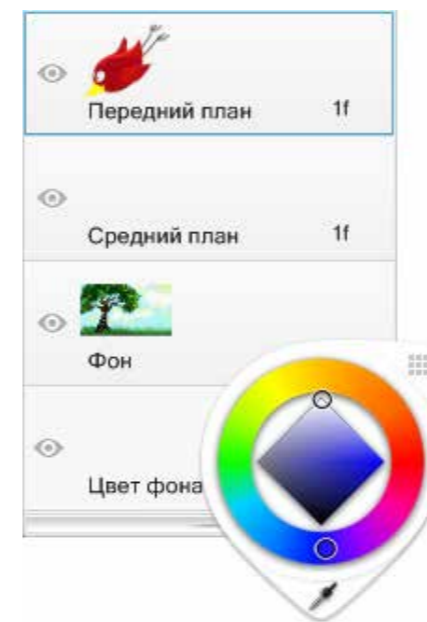 Передний план 1f
Средний план 1f
Фон
Цвет фона